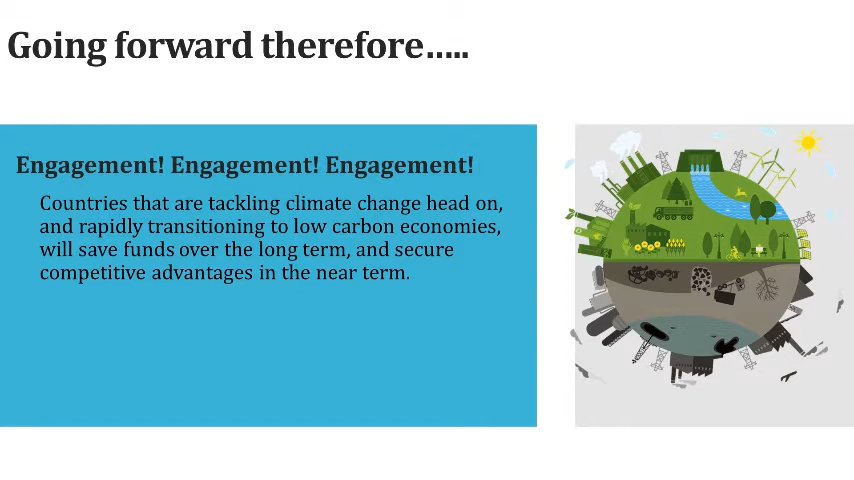 Going forward therefore.....
Engagement! Engagement! Engagement!
Countries that are tackling climate change head on,
and rapidly transitioning to low carbon economies,
will save funds over the long term, and secure
competitive advantages in the near term.